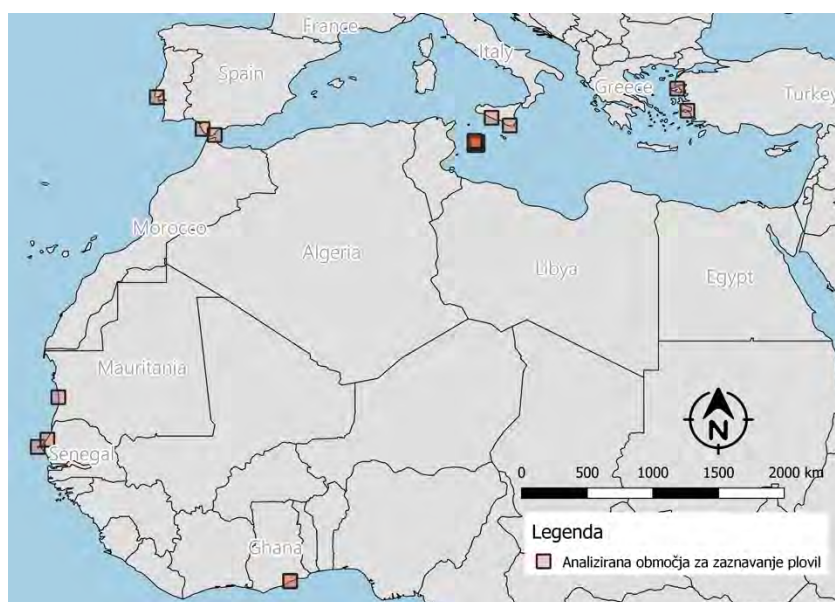 France
Italy
Spain
Greece
Turkey
Morocco
Algeria
Libya
Egypt
Mauritania
Senegal
Ghana
N
0 500 1000 1500 2000 km
Legenda
Analizirana območja za zaznavanje plovil